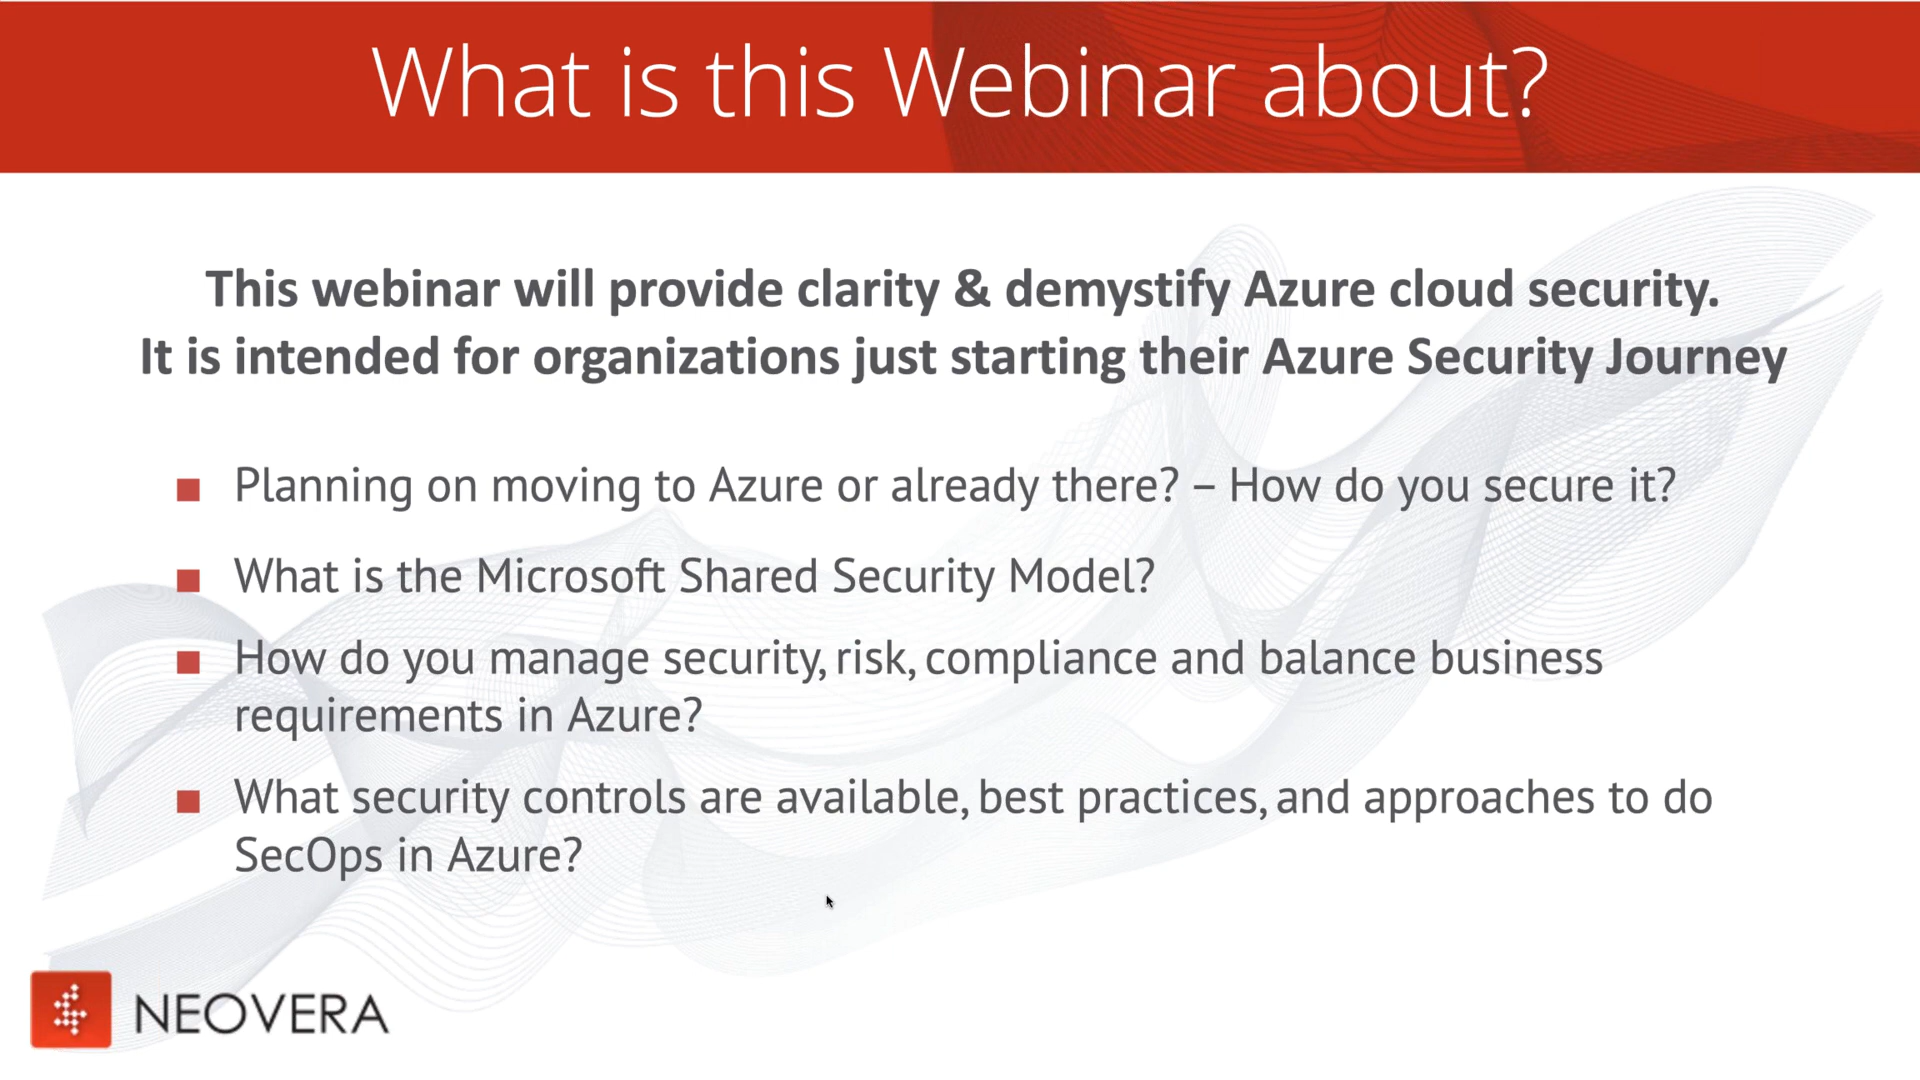 What is this Webinar about?
This webinar will provide clarity & demystify Azure cloud security.
It is intended for organizations just starting their Azure Security Journey
Planning on moving to Azure or already there? – How do you secure it?
What is the Microsoft Shared Security Model?
How do you manage security, risk, compliance and balance business
requirements in Azure?
What security controls are available, best practices, and approaches to do
SecOps in Azure?
NEOVERA